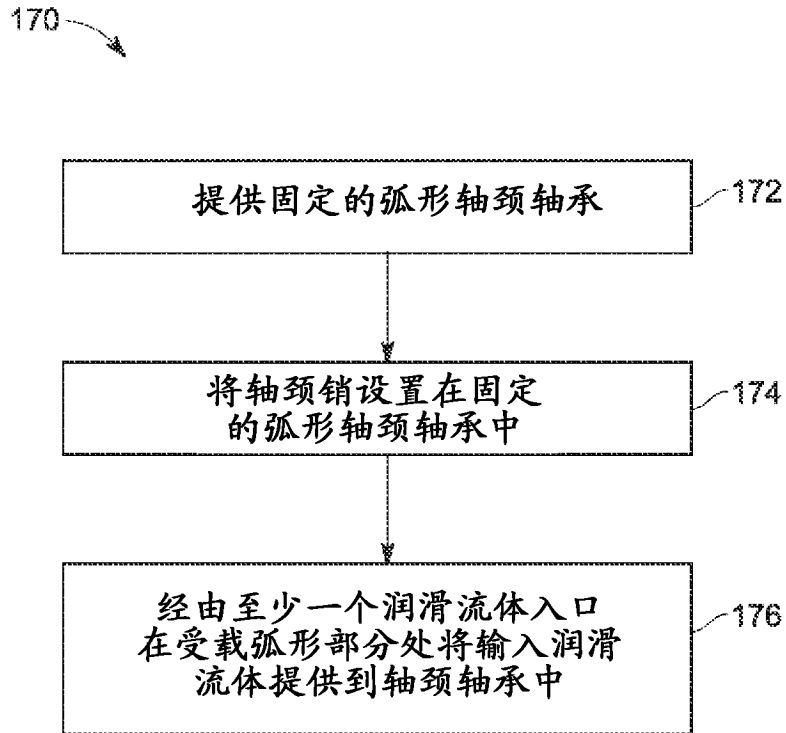 170
提供固定的弧形轴颈轴承
172
将轴颈销设置在固定
的弧形轴颈轴承中
174
经由至少一个润滑流体入口
在受载弧形部分处将输入润滑
流体提供到轴颈轴承中
176